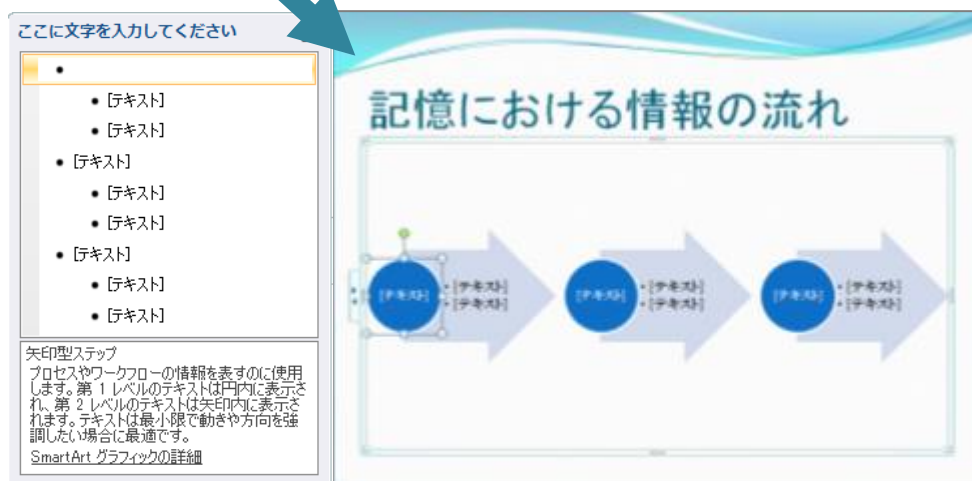 ここに文字を入力してください
•
• [テキスト]
• [テキスト]
• [テキスト]
• [テキスト]
• [テキスト]
• [テキスト]
• [テキスト]
• [テキスト]
矢印型ステップ
プロセスやワークフローの情報を表すのに使用
します。第 1 レベルのテキストは円内に表示さ
れ、第 2 レベルのテキストは矢印内に表示さ
れます。テキストは最小限で動きや方向を強
調したい場合に最適です。
SmartArt グラフィックの詳細
記憶における情報の流れ
[テキスト]
• [テキスト]
• [テキスト]
[テキスト]
• [テキスト]
• [テキスト]
[テキスト]
• [テキスト]
• [テキスト]